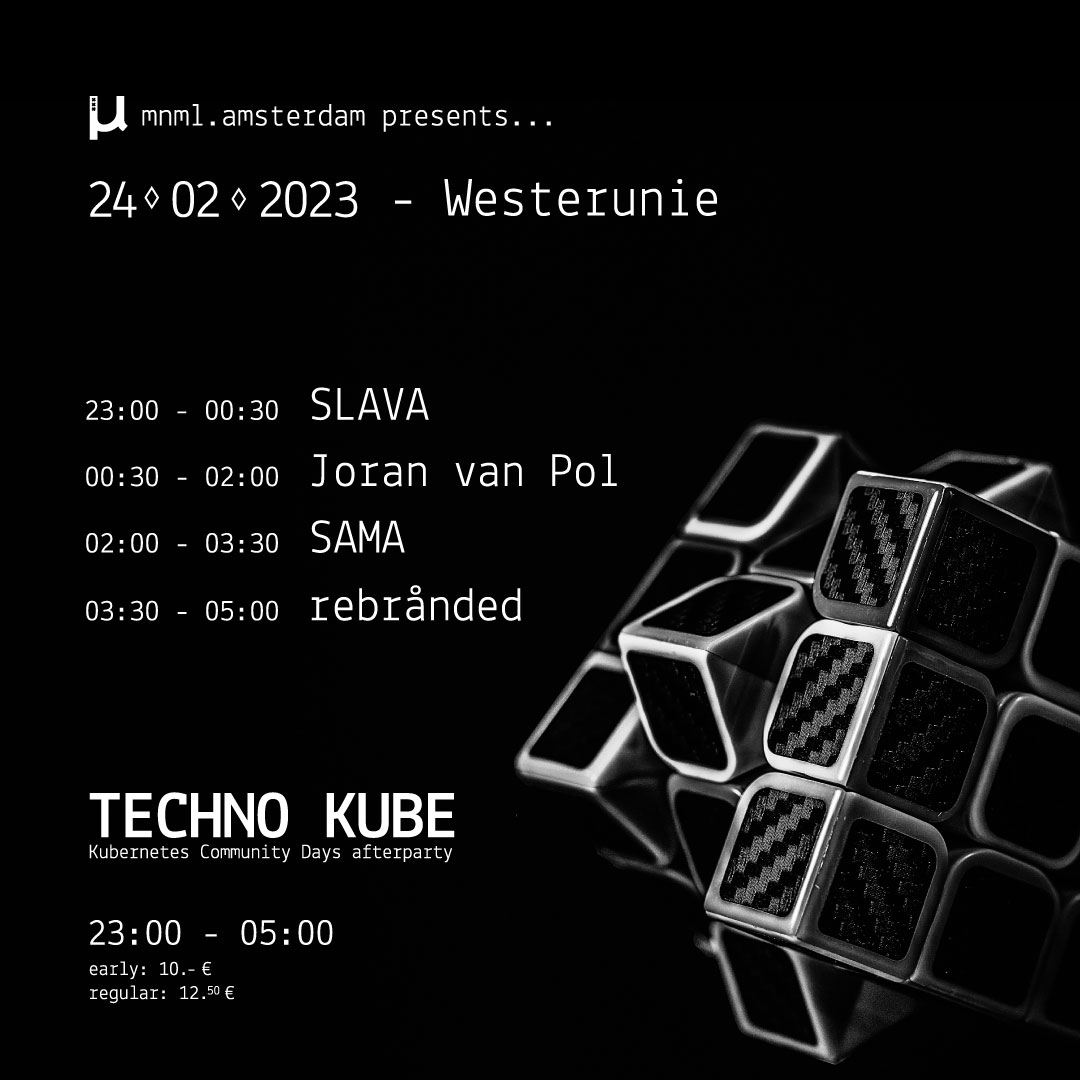 µ mnml.amsterdam presents...
24◊02◊2023 - Westerunie
23:00 - 00:30 SLAVA
00:30 - 02:00 Joran van Pol
02:00 - 03:30 SAMA
03:30 - 05:00 rebrånded
TECHNO KUBE
Kubernetes Community Days afterparty
23:00 - 05:00
early: 10.- €
regular: 12.50 €